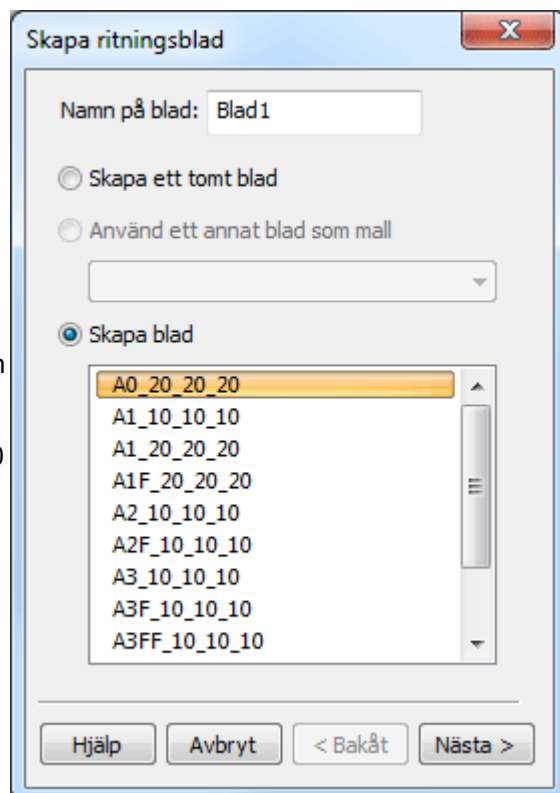 Skapa ritningsblad
Namn på blad: Blad1
Skapa ett tomt blad
Använd ett annat blad som mall
Skapa blad
A0_20_20_20
A1_10_10_10
A1_20_20_20
A1F_20_20_20
A2_10_10_10
A2F_10_10_10
A3_10_10_10
A3F_10_10_10
A3FF_10_10_10
Hjälp Avbryt < Bakåt Nästa >